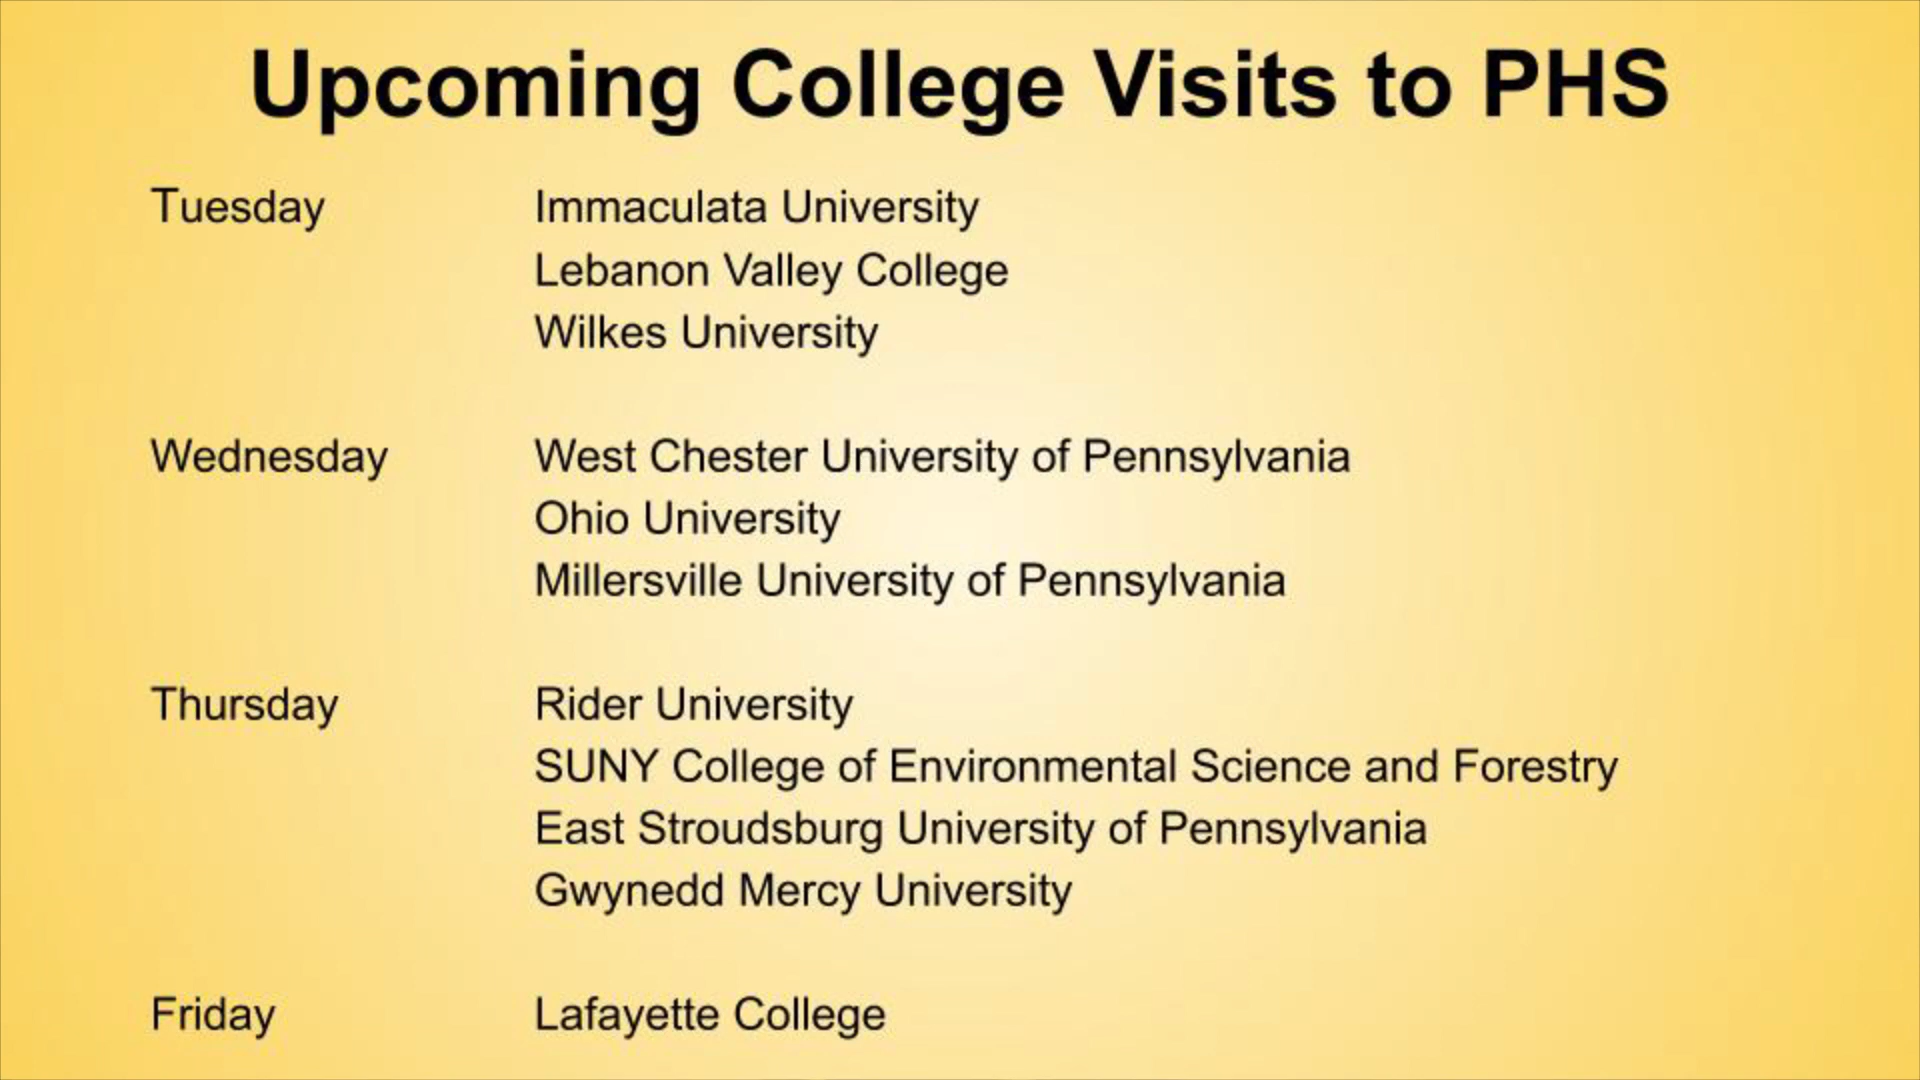 Upcoming College Visits to PHS
Tuesday Immaculata University
Lebanon Valley College
Wilkes University
Wednesday West Chester University of Pennsylvania
Ohio University
Millersville University of Pennsylvania
Thursday Rider University
SUNY College of Environmental Science and Forestry
East Stroudsburg University of Pennsylvania
Gwynedd Mercy University
Friday Lafayette College